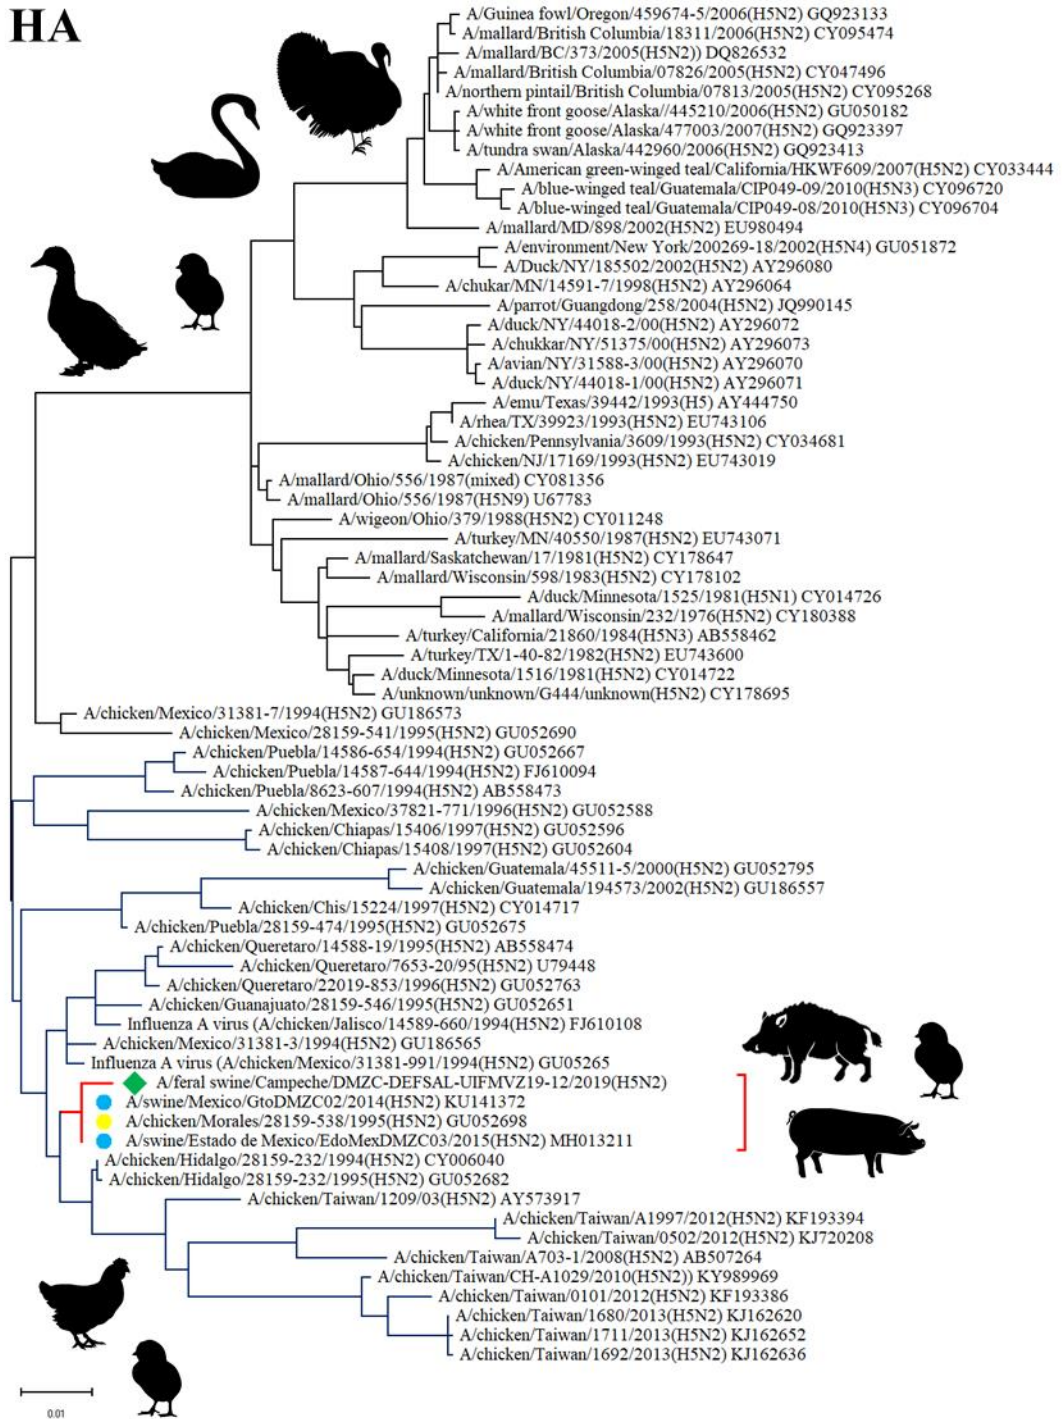 HA
A/Guinea fowl/Oregon/459674-5/2006(H5N2) GQ923133
A/mallard/British Columbia/18311/2006(H5N2) CY095474
A/mallard/BC/373/2005(H5N2)) DQ826532
A/mallard/British Columbia/07826/2005(H5N2) CY047496
A/northern pintail/British Columbia/07813/2005(H5N2) CY095268
A/white front goose/Alaska//445210/2006(H5N2) GU050182
A/white front goose/Alaska/477003/2007(H5N2) GQ923397
A/tundra swan/Alaska/442960/2006(H5N2) GQ923413
A/American green-winged teal/California/HKWF609/2007(H5N2) CY033444
A/blue-winged teal/Guatemala/CIP049-09/2010(H5N3) CY096720
A/blue-winged teal/Guatemala/CIP049-08/2010(H5N3) CY096704
A/mallard/MD/898/2002(H5N2) EU980494
A/environment/New York/200269-18/2002(H5N4) GU051872
A/Duck/NY/185502/2002(H5N2) AY296080
A/chukar/MN/14591-7/1998(H5N2) AY296064
A/parrot/Guangdong/258/2004(H5N2) JQ990145
A/duck/NY/44018-2/00(H5N2) AY296072
A/chukkar/NY/51375/00(H5N2) AY296073
A/avian/NY/31588-3/00(H5N2) AY296070
A/duck/NY/44018-1/00(H5N2) AY296071
A/emu/Texas/39442/1993(H5) AY444750
A/rhea/TX/39923/1993(H5N2) EU743106
A/chicken/Pennsylvania/3609/1993(H5N2) CY034681
A/chicken/NJ/17169/1993(H5N2) EU743019
A/mallard/Ohio/556/1987(mixed) CY081356
A/mallard/Ohio/556/1987(H5N9) U67783
A/wigeon/Ohio/379/1988(H5N2) CY011248
A/turkey/MN/40550/1987(H5N2) EU743071
A/mallard/Saskatchewan/17/1981(H5N2) CY178647
A/mallard/Wisconsin/598/1983(H5N2) CY178102
A/duck/Minnesota/1525/1981(H5N1) CY014726
A/mallard/Wisconsin/232/1976(H5N2) CY180388
A/turkey/California/21860/1984(H5N3) AB558462
A/turkey/TX/1-40-82/1982(H5N2) EU743600
A/duck/Minnesota/1516/1981(H5N2) CY014722
A/unknown/unknown/G444/unknown(H5N2) CY178695
A/chicken/Mexico/31381-7/1994(H5N2) GU186573
A/chicken/Mexico/28159-541/1995(H5N2) GU052690
A/chicken/Puebla/14586-654/1994(H5N2) GU052667
A/chicken/Puebla/14587-644/1994(H5N2) FJ610094
A/chicken/Puebla/8623-607/1994(H5N2) AB558473
A/chicken/Mexico/37821-771/1996(H5N2) GU052588
A/chicken/Chiapas/15406/1997(H5N2) GU052596
A/chicken/Chiapas/15408/1997(H5N2) GU052604
A/chicken/Guatemala/45511-5/2000(H5N2) GU052795
A/chicken/Guatemala/194573/2002(H5N2) GU186557
A/chicken/Chis/15224/1997(H5N2) CY014717
A/chicken/Puebla/28159-474/1995(H5N2) GU052675
A/chicken/Queretaro/14588-19/1995(H5N2) AB558474
A/chicken/Queretaro/7653-20/95(H5N2) U79448
A/chicken/Queretaro/22019-853/1996(H5N2) GU052763
A/chicken/Guanajuato/28159-546/1995(H5N2) GU052651
Influenza A virus (A/chicken/Jalisco/14589-660/1994(H5N2) FJ610108
A/chicken/Mexico/31381-3/1994(H5N2) GU186565
Influenza A virus (A/chicken/Mexico/31381-991/1994(H5N2) GU05265
A/feral swine/Campeche/DMZC-DEFSAL-UIFMVZ19-12/2019(H5N2)
A/swine/Mexico/GtoDMZC02/2014(H5N2) KU141372
A/chicken/Morales/28159-538/1995(H5N2) GU052698
A/swine/Estado de Mexico/EdoMexDMZC03/2015(H5N2) MH013211
A/chicken/Hidalgo/28159-232/1994(H5N2) CY006040
A/chicken/Hidalgo/28159-232/1995(H5N2) GU052682
A/chicken/Taiwan/1209/03(H5N2) AY573917
A/chicken/Taiwan/A1997/2012(H5N2) KF193394
A/chicken/Taiwan/0502/2012(H5N2) KJ720208
A/chicken/Taiwan/A703-1/2008(H5N2) AB507264
A/chicken/Taiwan/CH-A1029/2010(H5N2)) KY989969
A/chicken/Taiwan/0101/2012(H5N2) KF193386
A/chicken/Taiwan/1680/2013(H5N2) KJ162620
A/chicken/Taiwan/1711/2013(H5N2) KJ162652
A/chicken/Taiwan/1692/2013(H5N2) KJ162636
0.01